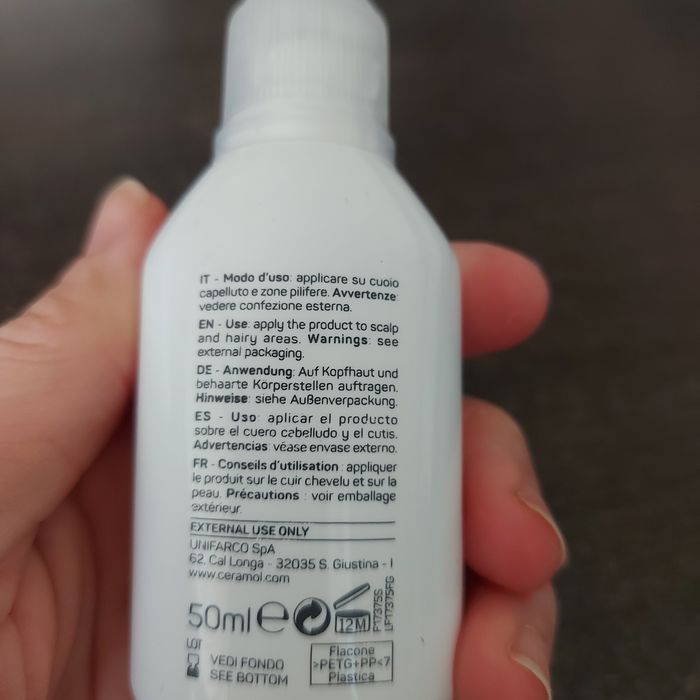 IT - Modo d'uso: applicare su cuoio
capelluto e zone pilifere. Avvertenze:
vedere confezione esterna.
EN - Use: apply the product to scalp
and hairy areas. Warnings: see
external packaging.
DE - Anwendung: Auf Kopfhaut und
behaarte Körperstellen auftragen.
Hinweise: siehe Außenverpackung.
ES - Uso: aplicar el producto
sobre el cuero cabelludo y el cutis.
Advertencias: véase envase externo.
FR - Conseils d'utilisation : appliquer
le produit sur le cuir chevelu et sur la
peau. Précautions : voir emballage
extérieur.
EXTERNAL USE ONLY
UNIFARCO SpA
62, Cal Longa - 32035 S. Giustina - I
www.ceramol.com
50ml e 12M
F17375S
LF17375FG
LOT
VEDI FONDO
SEE BOTTOM
Flacone
>PETG+PP<7
Plastica